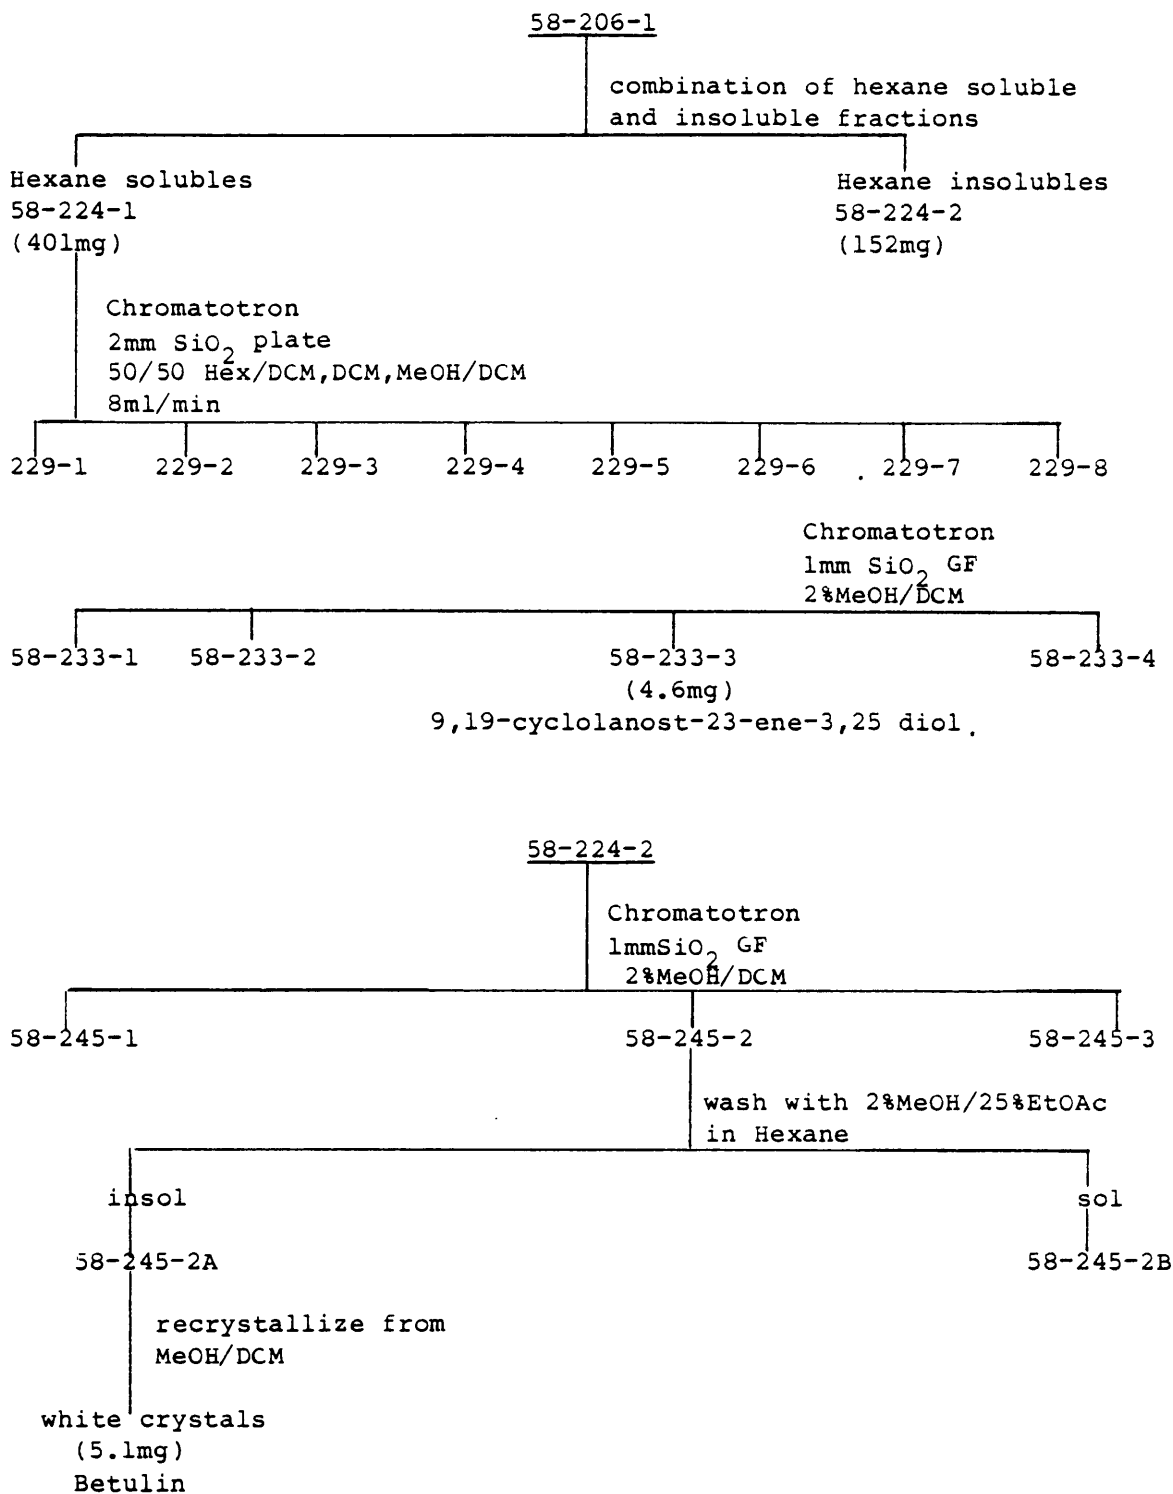 58-206-1
combination of hexane soluble
and insoluble fractions
Hexane solubles
58-224-1
(401mg)
Hexane insolubles
58-224-2
(152mg)
Chromatotron
2mm SiO2 plate
50/50 Hex/DCM,DCM,MeOH/DCM
8ml/min
229-1 229-2 229-3 229-4 229-5 229-6 229-7 229-8
Chromatotron
1mm SiO2 GF
2%MeOH/DCM
58-233-1 58-233-2 58-233-3 58-233-4
(4.6mg)
9,19-cyclolanost-23-ene-3,25 diol.
58-224-2
Chromatotron
1mmSiO2 GF
2%MeOH/DCM
58-245-1 58-245-2 58-245-3
wash with 2%MeOH/25%EtOAc
in Hexane
insol sol
58-245-2A 58-245-2B
recrystallize from
MeOH/DCM
white crystals
(5.1mg)
Betulin